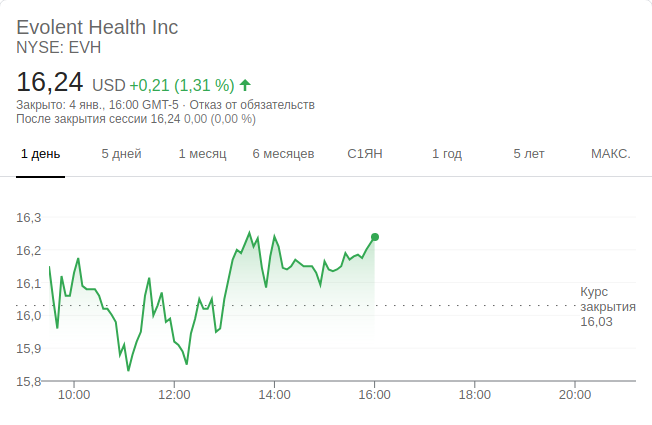 Evolent Health Inc
NYSE: EVH
16,24 USD +0,21 (1,31 %)
Закрыто: 4 янв., 16:00 GMT-5 · Отказ от обязательств
После закрытия сессии 16,24 0,00 (0,00 %)
1 день 5 дней 1 месяц 6 месяцев С1ЯН 1 год 5 лет МАКС.
16,3
16,2
16,1
16,0
15,9
15,8
Курс
закрытия
16,03
10:00 12:00 14:00 16:00 18:00 20:00